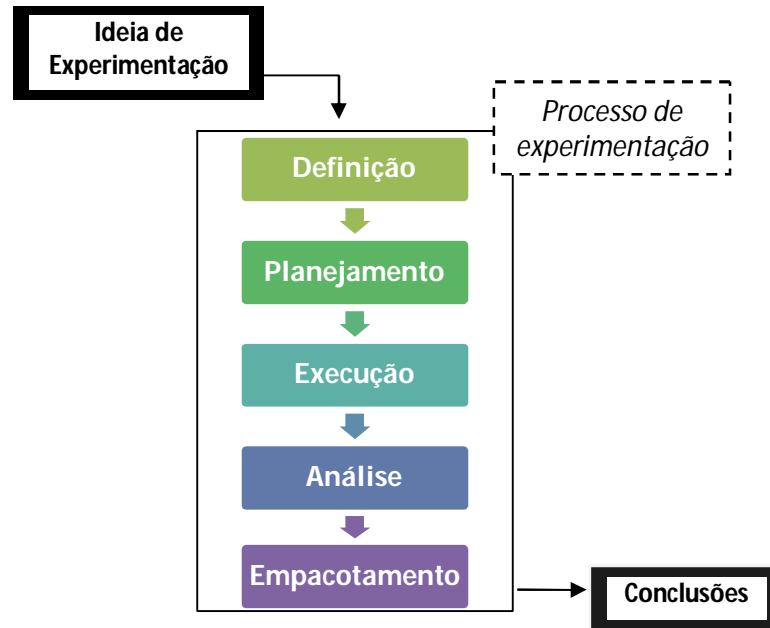 Ideia de
Experimentação
Processo de
experimentação
Definição
Planejamento
Execução
Análise
Empacotamento
Conclusões